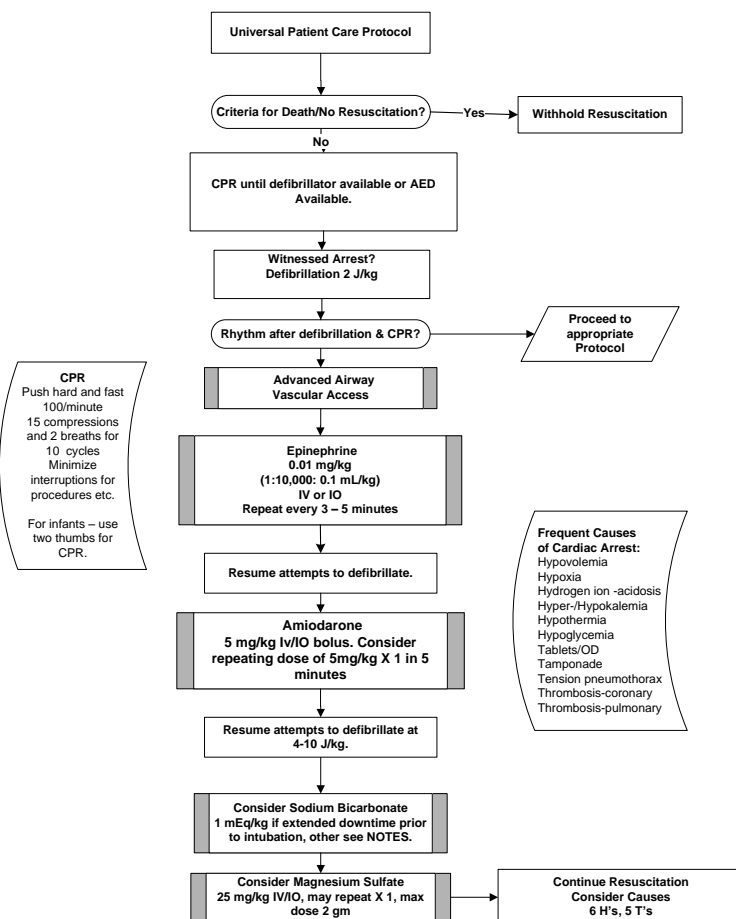 Universal Patient Care Protocol
Criteria for Death/No Resuscitation?
Yes
Withhold Resuscitation
No
CPR until defibrillator available or AED
Available.
Witnessed Arrest?
Defibrillation 2 J/kg
Rhythm after defibrillation & CPR?
Proceed to
appropriate
Protocol
CPR
Push hard and fast
100/minute
15 compressions
and 2 breaths for
10 cycles
Minimize
interruptions for
procedures etc.
For infants – use
two thumbs for
CPR.
Advanced Airway
Vascular Access
Epinephrine
0.01 mg/kg
(1:10,000: 0.1 mL/kg)
IV or IO
Repeat every 3 – 5 minutes
Resume attempts to defibrillate.
Frequent Causes
of Cardiac Arrest:
Hypovolemia
Hypoxia
Hydrogen ion -acidosis
Hyper-/Hypokalemia
Hypothermia
Hypoglycemia
Tablets/OD
Tamponade
Tension pneumothorax
Thrombosis-coronary
Thrombosis-pulmonary
Amiodarone
5 mg/kg Iv/IO bolus. Consider
repeating dose of 5mg/kg X 1 in 5
minutes
Resume attempts to defibrillate at
4-10 J/kg.
Consider Sodium Bicarbonate
1 mEq/kg if extended downtime prior
to intubation, other see NOTES.
Consider Magnesium Sulfate
25 mg/kg IV/IO, may repeat X 1, max
dose 2 gm
Continue Resuscitation
Consider Causes
6 H's, 5 T's